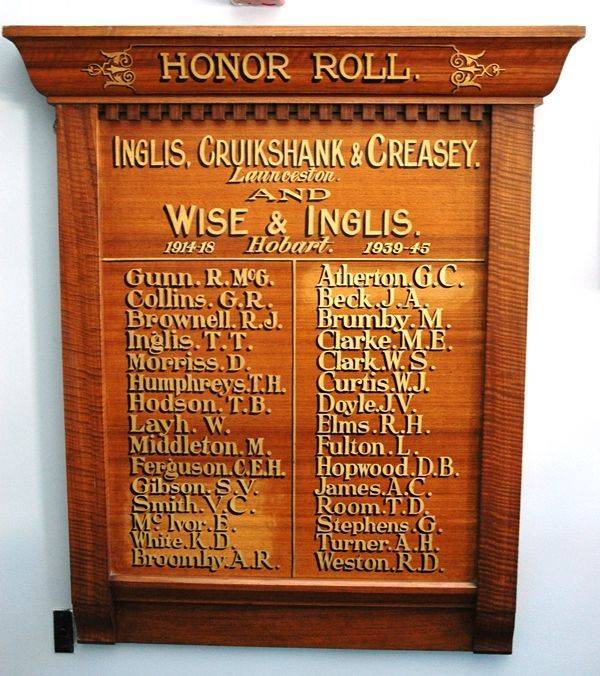 HONOR ROLL.
INGLIS, CRUIKSHANK & CREASEY.
Launceston.
AND
WISE & INGLIS.
1914-18 Hobart. 1939-45
Gunn. R. McG.
Collins. G.R.
Brownell. R.J.
Inglis. T.T.
Morriss. D.
Humphreys. T.H.
Hodson. T.B.
Layh. W.
Middleton. M.
Ferguson. C.E.H.
Gibson. S.V.
Smith. V.C.
McIvor. E.
White. K.D.
Broomby. A.R.
Atherton. G.C.
Beck. J.A.
Brumby. M.
Clarke. M.E.
Clark. W.S.
Curtis. W.J.
Doyle. J.V.
Elms. R.H.
Fulton. L.
Hopwood. D.B.
James. A.C.
Room. T.D.
Stephens. G.
Turner. A.H.
Weston. R.D.